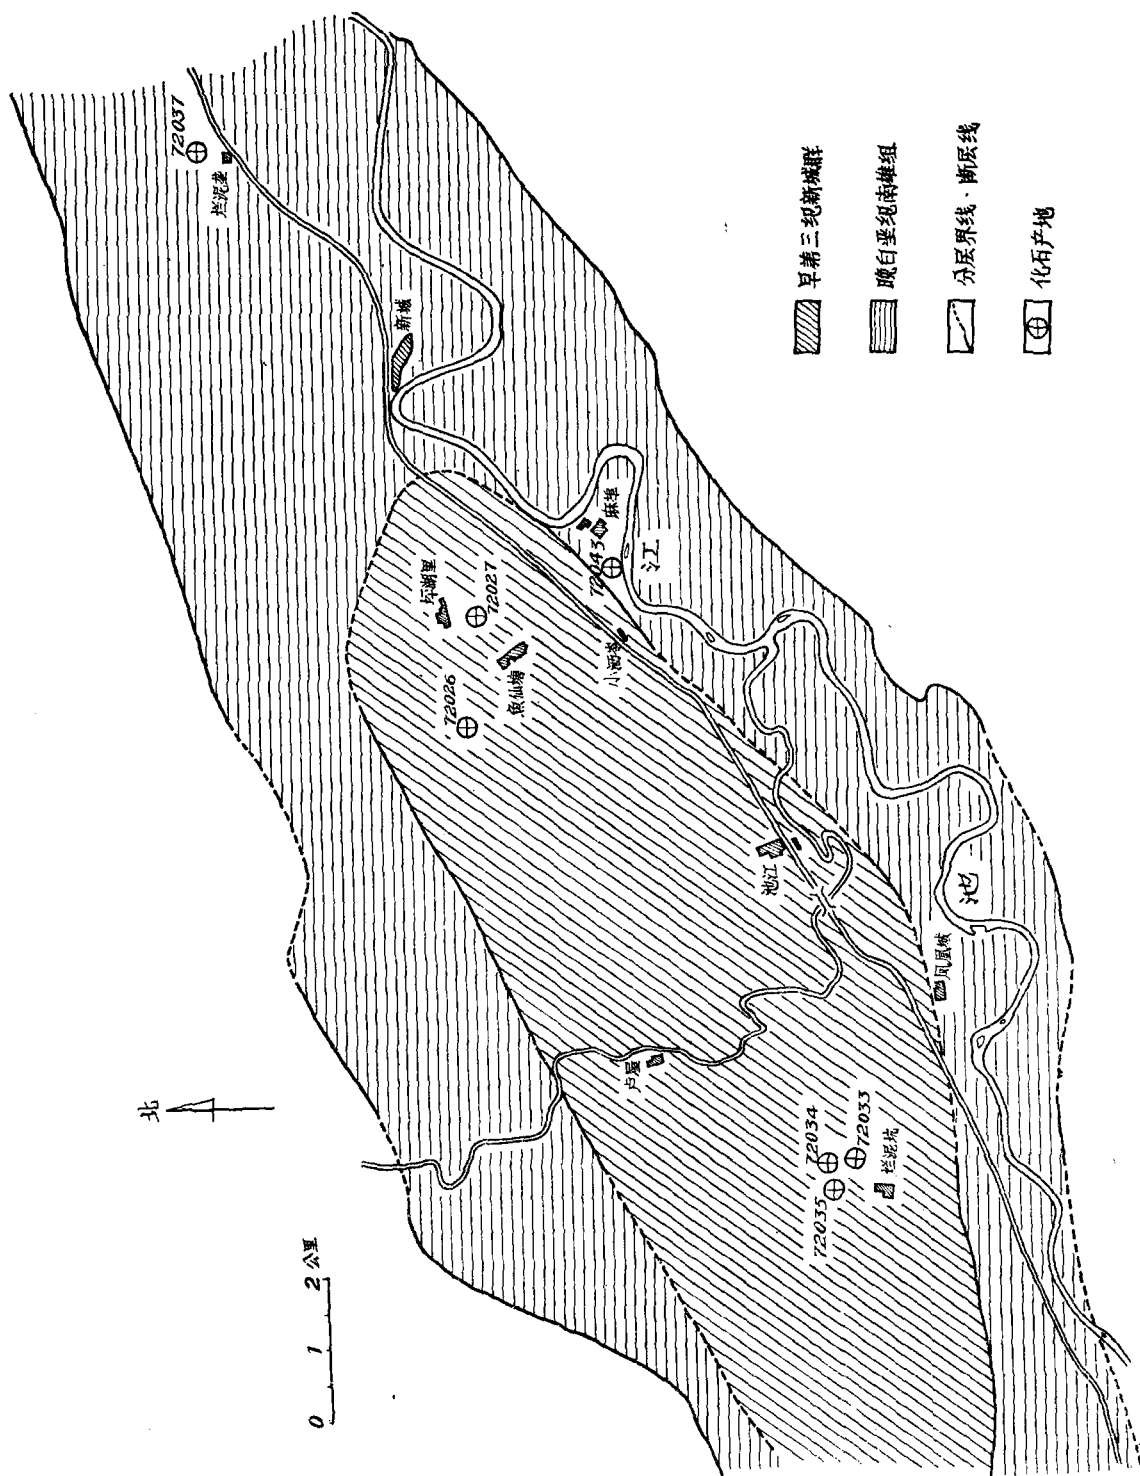 北
0 1 2 公里
72037
烂泥垄
新城
坛湖里
72027
魚仙塘
72026
麻埠
72043
小洒岺
江
池江
池
凤凰城
卢屋
72034
72033
72035
烂泥坑
早第三纪新城群
晚白垩纪南雄组
分层界线、断层线
化石产地